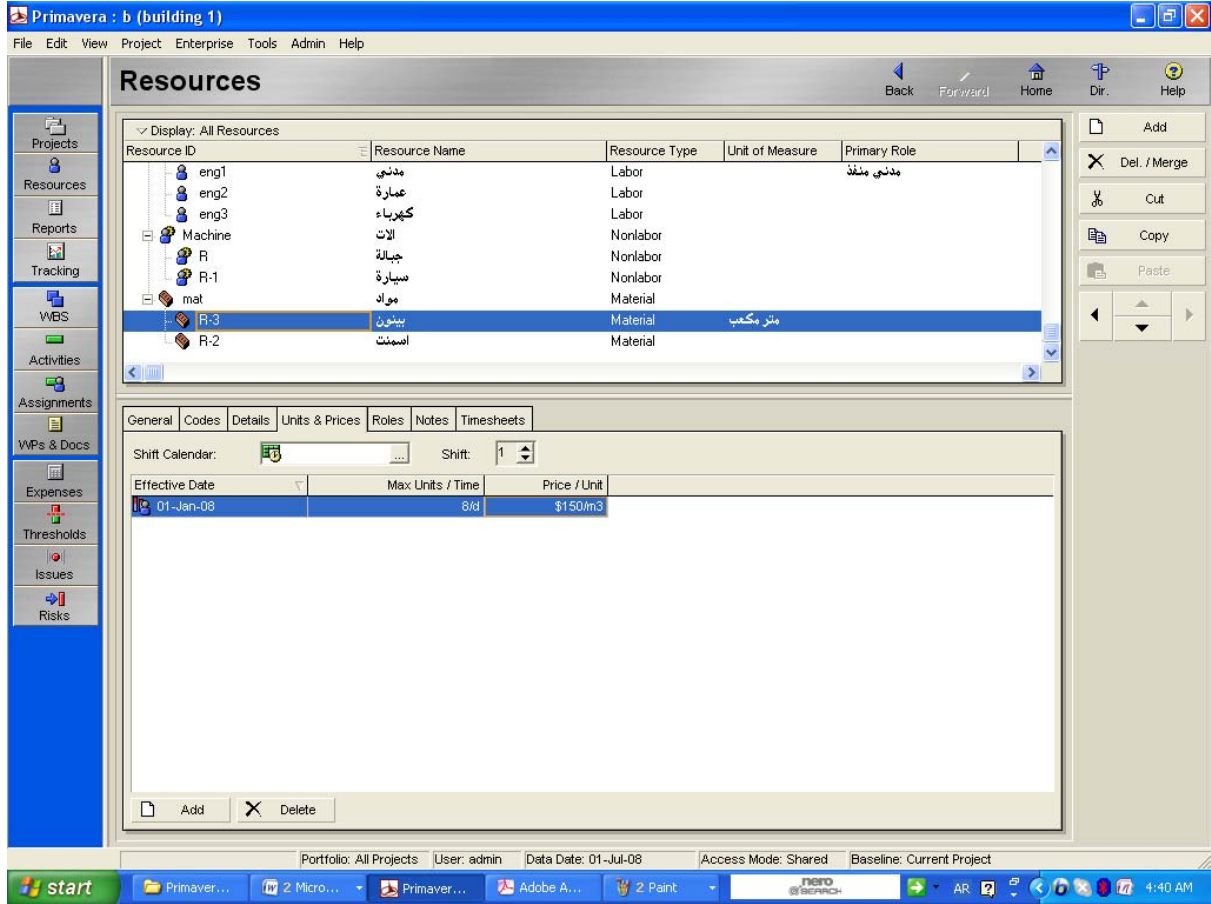 Primavera : b (building 1)
File Edit View Project Enterprise Tools Admin Help
Resources
Back Forward Home Dir. Help
Projects
Resources
Reports
Tracking
WBS
Activities
Assignments
WPs & Docs
Expenses
Thresholds
Issues
Risks
Display: All Resources
Resource ID Resource Name Resource Type Unit of Measure Primary Role
eng1 مدني Labor مدني منفذ
eng2 عمارة Labor
eng3 كهرباء Labor
Machine الات Nonlabor
R جبالة Nonlabor
R-1 سيارة Nonlabor
mat مواد Material
R-3 بيتون Material متر مكعب
R-2 اسمنت Material
General Codes Details Units & Prices Roles Notes Timesheets
Shift Calendar: ... Shift: 1
Effective Date Max Units / Time Price / Unit
01-Jan-08 8/d $150/m3
Add Delete
Add
Del. / Merge
Cut
Copy
Paste
Portfolio: All Projects User: admin Data Date: 01-Jul-08 Access Mode: Shared Baseline: Current Project
start Primaver... 2 Micro... Primaver... Adobe A... 2 Paint nero SEARCH AR 4:40 AM